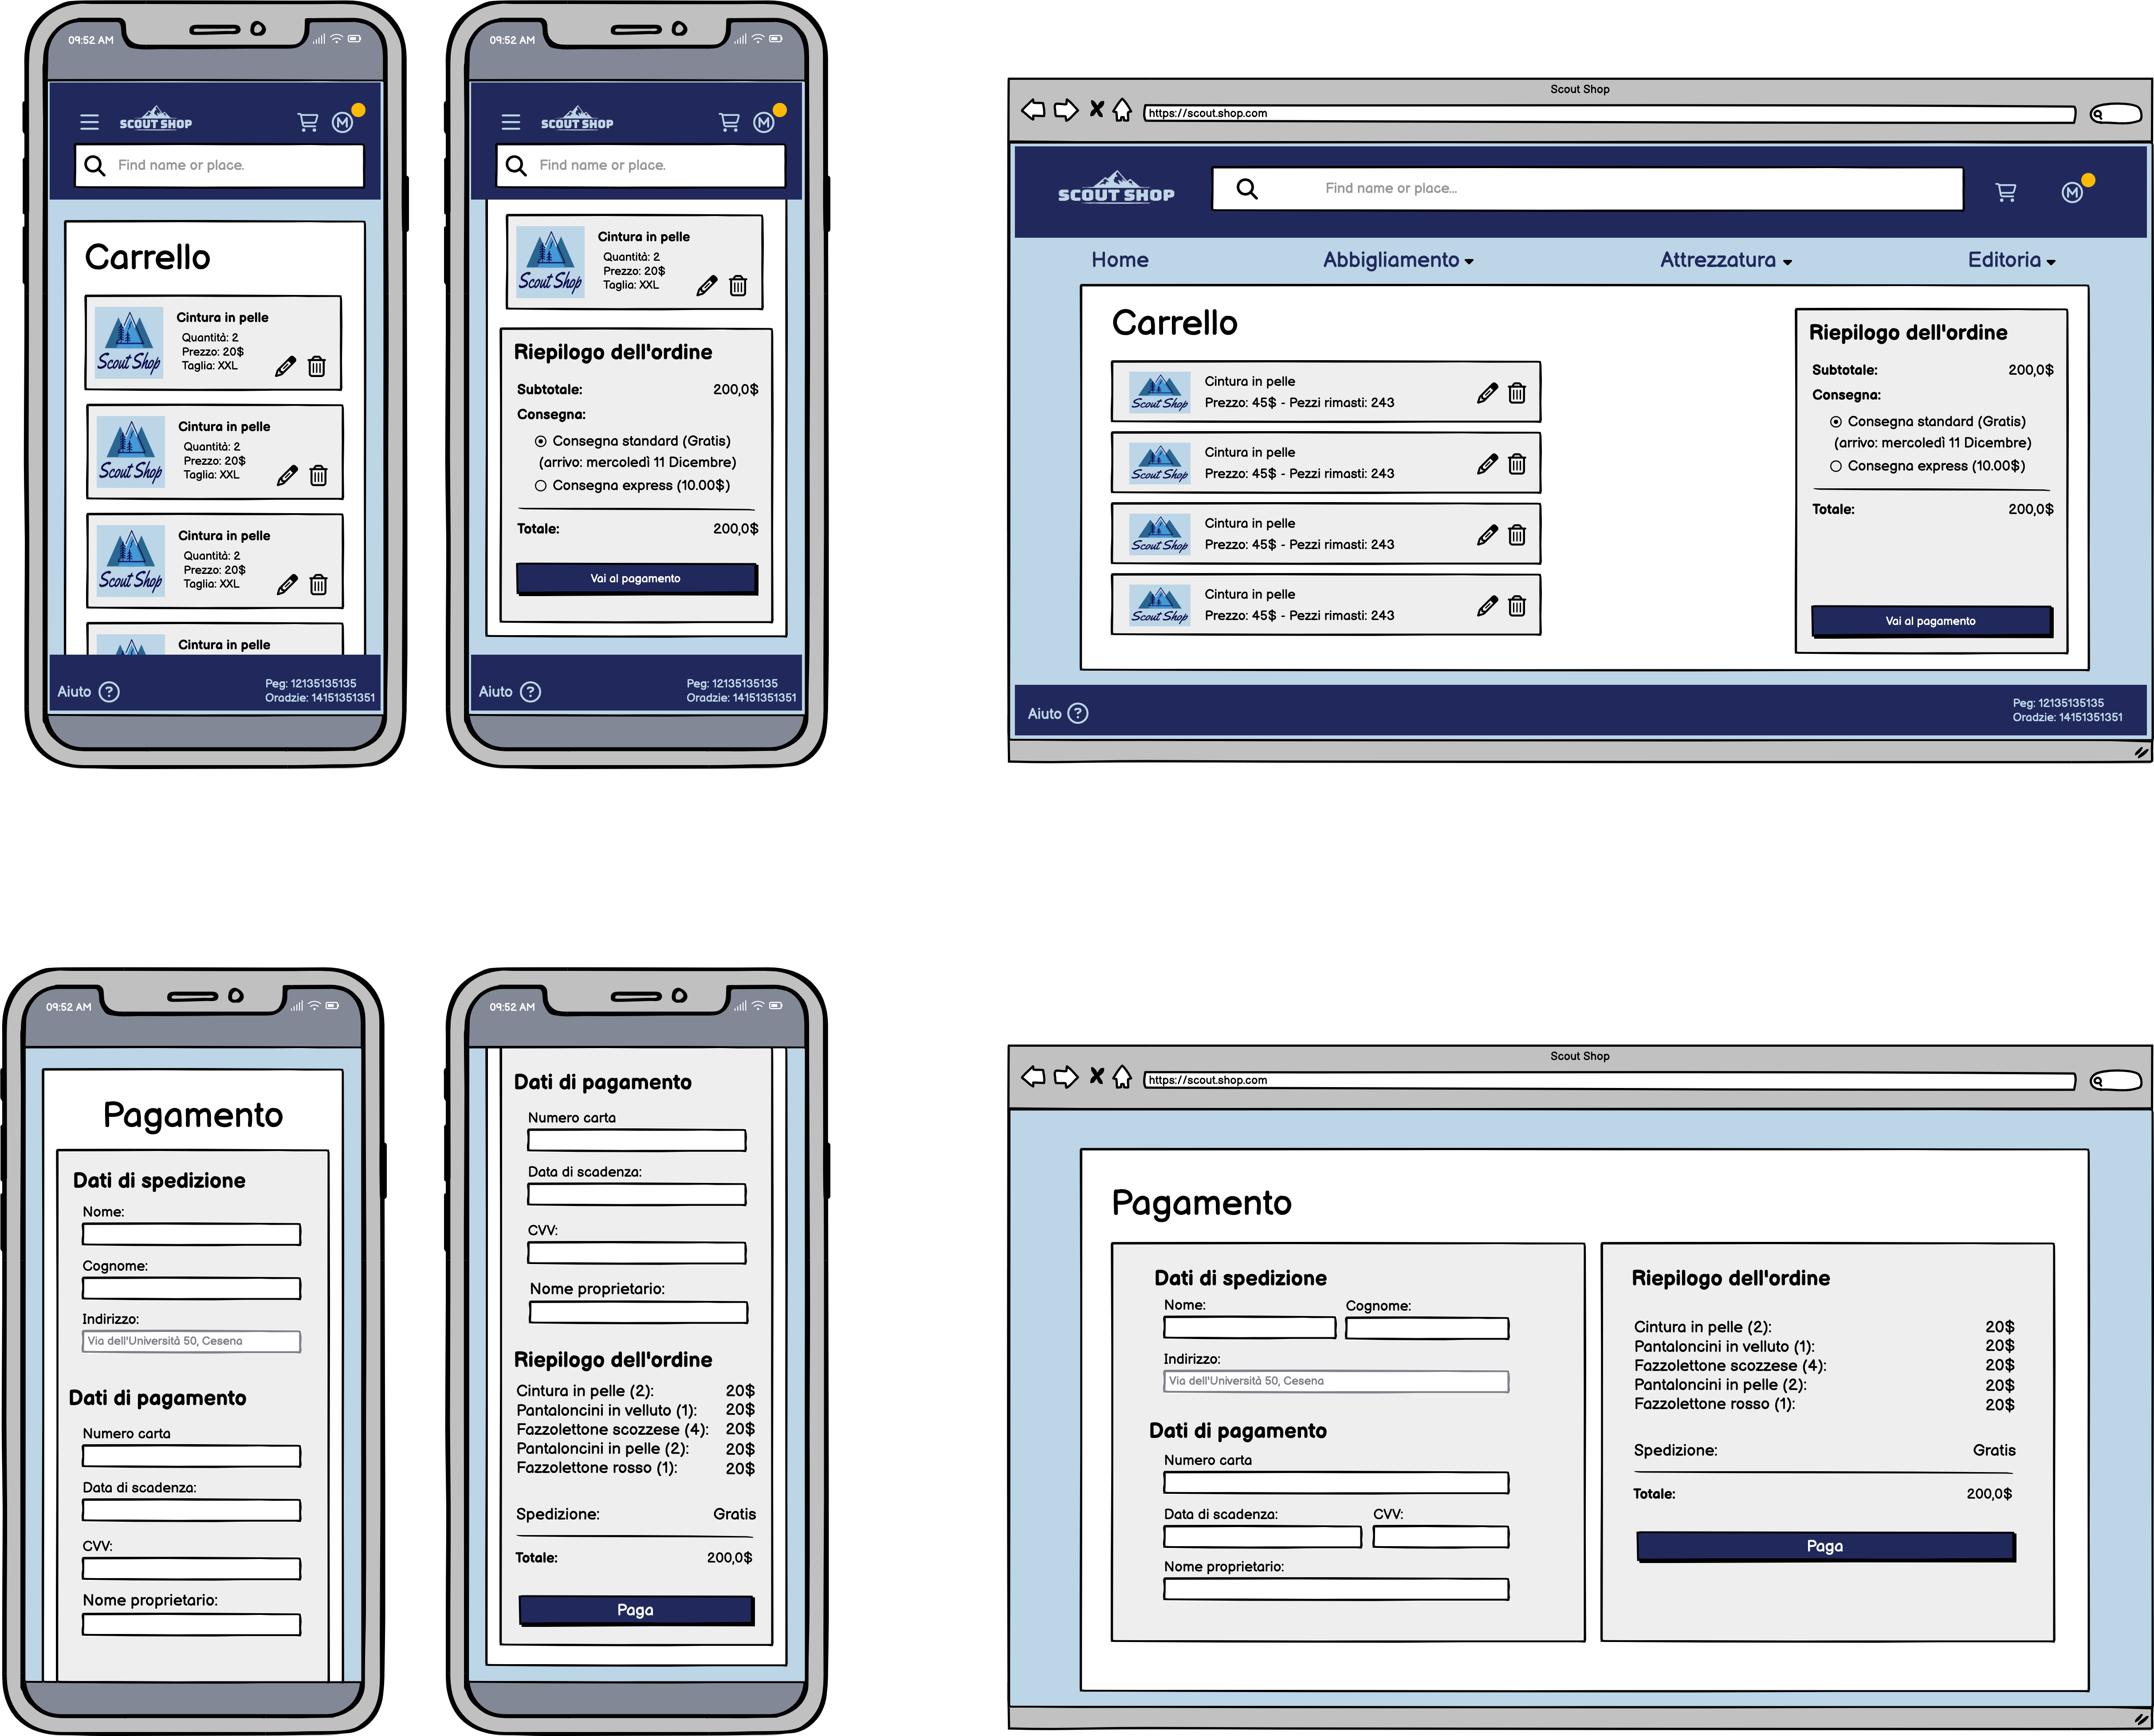 09:52 AM
SCOUT SHOP
M
Find name or place.
Carrello
Scout Shop
Cintura in pelle
Quantità: 2
Prezzo: 20$
Taglia: XXL
Scout Shop
Cintura in pelle
Quantità: 2
Prezzo: 20$
Taglia: XXL
Scout Shop
Cintura in pelle
Quantità: 2
Prezzo: 20$
Taglia: XXL
Cintura in pelle
Aiuto ?
Peg: 12135135135
Oradzie: 14151351351
09:52 AM
SCOUT SHOP
M
Find name or place.
Scout Shop
Cintura in pelle
Quantità: 2
Prezzo: 20$
Taglia: XXL
Riepilogo dell'ordine
Subtotale: 200,0$
Consegna:
Consegna standard (Gratis)
(arrivo: mercoledì 11 Dicembre)
Consegna express (10.00$)
Totale: 200,0$
Vai al pagamento
Aiuto ?
Peg: 12135135135
Oradzie: 14151351351
Scout Shop
https://scout.shop.com
SCOUT SHOP
Find name or place...
M
Home Abbigliamento Attrezzatura Editoria
Carrello
Scout Shop
Cintura in pelle
Prezzo: 45$ - Pezzi rimasti: 243
Scout Shop
Cintura in pelle
Prezzo: 45$ - Pezzi rimasti: 243
Scout Shop
Cintura in pelle
Prezzo: 45$ - Pezzi rimasti: 243
Scout Shop
Cintura in pelle
Prezzo: 45$ - Pezzi rimasti: 243
Riepilogo dell'ordine
Subtotale: 200,0$
Consegna:
Consegna standard (Gratis)
(arrivo: mercoledì 11 Dicembre)
Consegna express (10.00$)
Totale: 200,0$
Vai al pagamento
Aiuto ?
Peg: 12135135135
Oradzie: 14151351351
09:52 AM
Pagamento
Dati di spedizione
Nome:
Cognome:
Indirizzo:
Via dell'Università 50, Cesena
Dati di pagamento
Numero carta
Data di scadenza:
CVV:
Nome proprietario:
09:52 AM
Dati di pagamento
Numero carta
Data di scadenza:
CVV:
Nome proprietario:
Riepilogo dell'ordine
Cintura in pelle (2): 20$
Pantaloncini in velluto (1): 20$
Fazzolettone scozzese (4): 20$
Pantaloncini in pelle (2): 20$
Fazzolettone rosso (1): 20$
Spedizione: Gratis
Totale: 200,0$
Paga
Scout Shop
https://scout.shop.com
Pagamento
Dati di spedizione
Nome: Cognome:
Indirizzo:
Via dell'Università 50, Cesena
Dati di pagamento
Numero carta
Data di scadenza: CVV:
Nome proprietario:
Riepilogo dell'ordine
Cintura in pelle (2): 20$
Pantaloncini in velluto (1): 20$
Fazzolettone scozzese (4): 20$
Pantaloncini in pelle (2): 20$
Fazzolettone rosso (1): 20$
Spedizione: Gratis
Totale: 200,0$
Paga